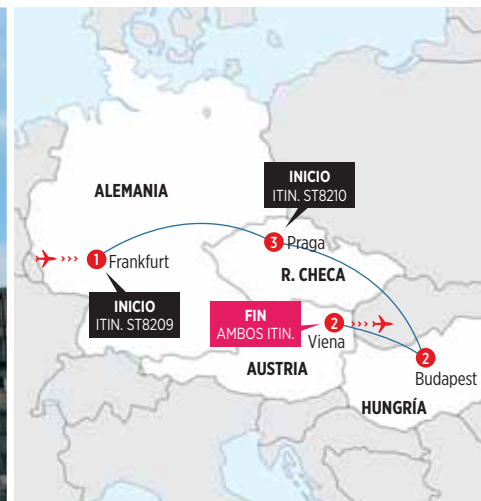 ALEMANIA
INICIO
ITIN. ST8210
3 Praga
1 Frankfurt
R. CHECA
INICIO
ITIN. ST8209
FIN
AMBOS ITIN.
2
Viena
2
Budapest
AUSTRIA
HUNGRÍA